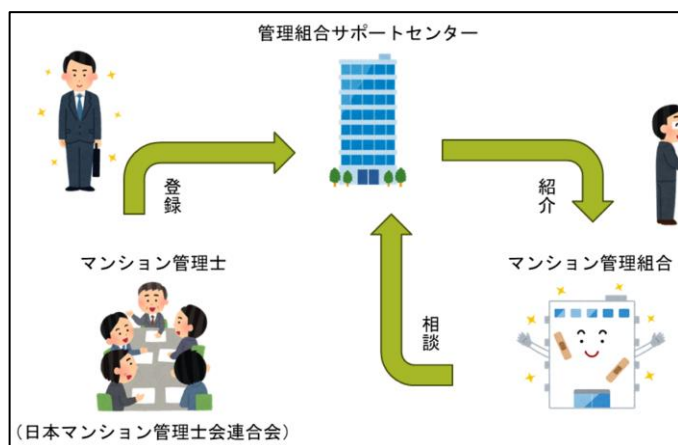 管理組合サポートセンター
登録
紹介
マンション管理士
マンション管理組合
相談
（日本マンション管理士会連合会）